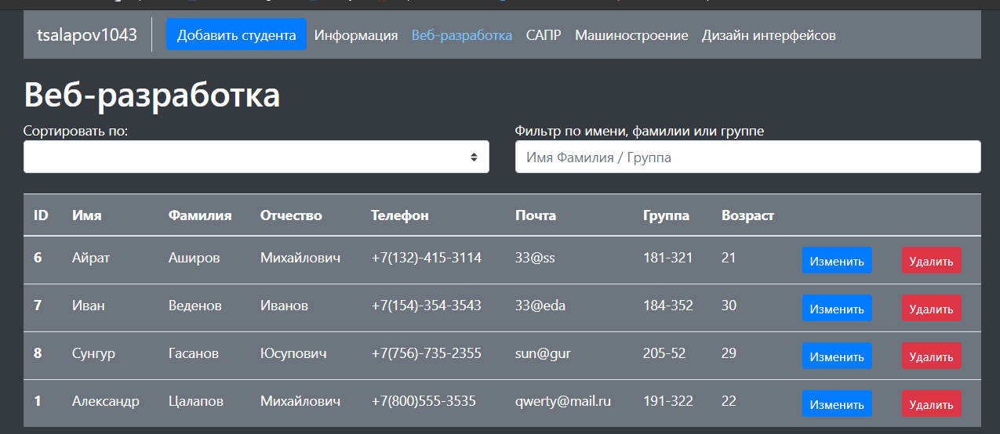 tsalapov1043 Добавить студента Информация Веб-разработка САПР Машиностроение Дизайн интерфейсов
Веб-разработка
Сортировать по: Фильтр по имени, фамилии или группе
Имя Фамилия / Группа
ID Имя Фамилия Отчество Телефон Почта Группа Возраст
6 Айрат Аширов Михайлович +7(132)-415-3114 33@ss 181-321 21 Изменить Удалить
7 Иван Веденов Иванов +7(154)-354-3543 33@eda 184-352 30 Изменить Удалить
8 Сунгур Гасанов Юсупович +7(756)-735-2355 sun@gur 205-52 29 Изменить Удалить
1 Александр Цалапов Михайлович +7(800)555-3535 qwerty@mail.ru 191-322 22 Изменить Удалить